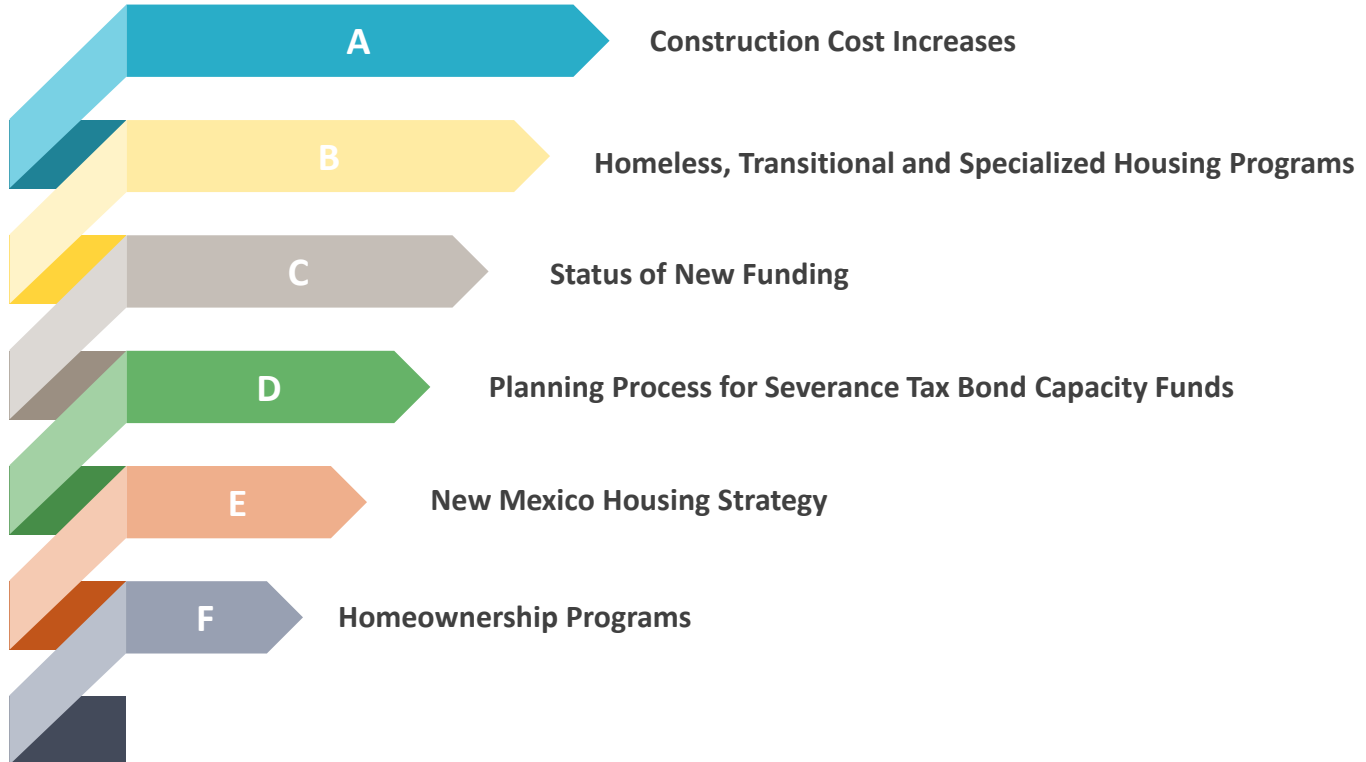 A
Construction Cost Increases
B
Homeless, Transitional and Specialized Housing Programs
C
Status of New Funding
D
Planning Process for Severance Tax Bond Capacity Funds
E
New Mexico Housing Strategy
F
Homeownership Programs